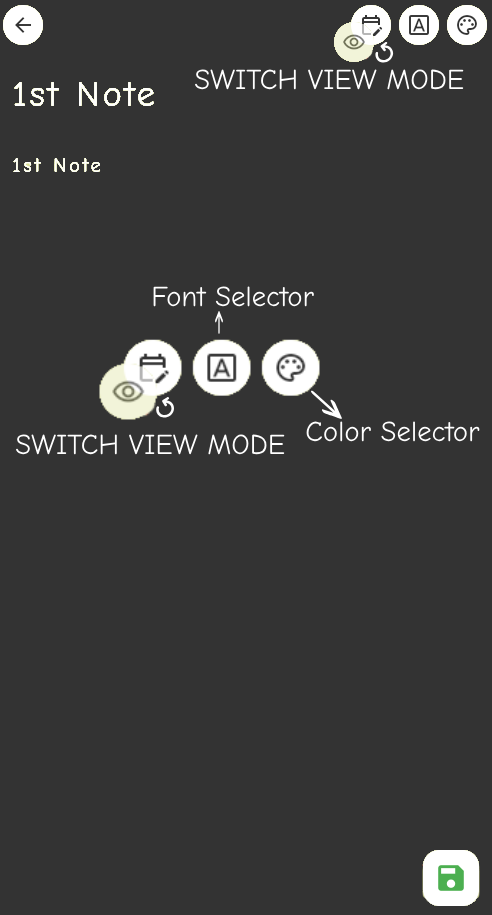 SWITCH VIEW MODE
1st Note
1st Note
Font Selector
A
SWITCH VIEW MODE
Color Selector